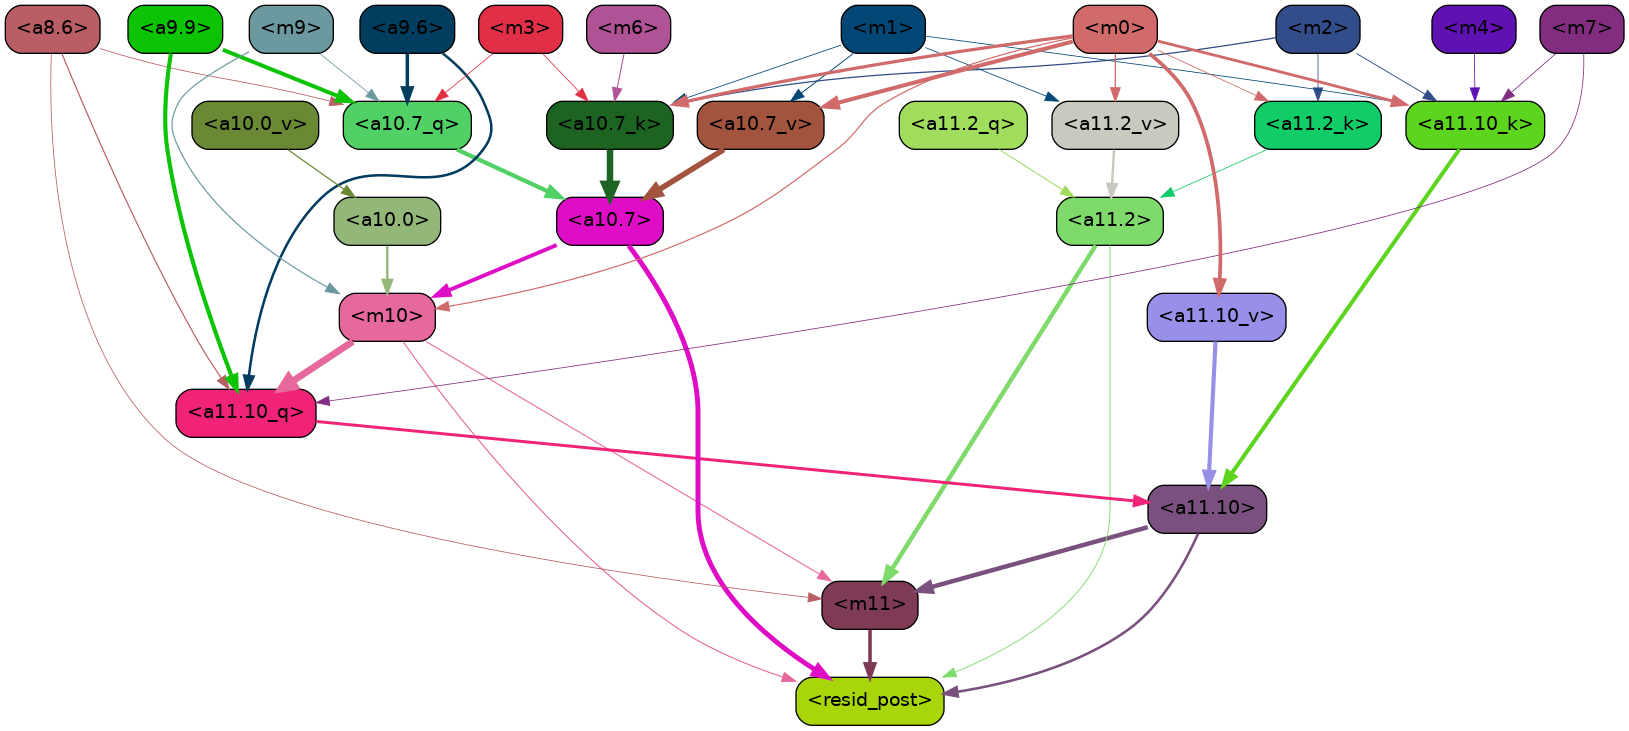 <a8.6> <a9.9> <m9> <a9.6> <m3> <m6> <m1> <m0> <m2> <m4> <m7>
<a10.0_v> <a10.7_q> <a10.7_k> <a10.7_v> <a11.2_q> <a11.2_v> <a11.2_k> <a11.10_k>
<a10.0> <a10.7> <a11.2>
<m10> <a11.10_v>
<a11.10_q>
<a11.10>
<m11>
<resid_post>